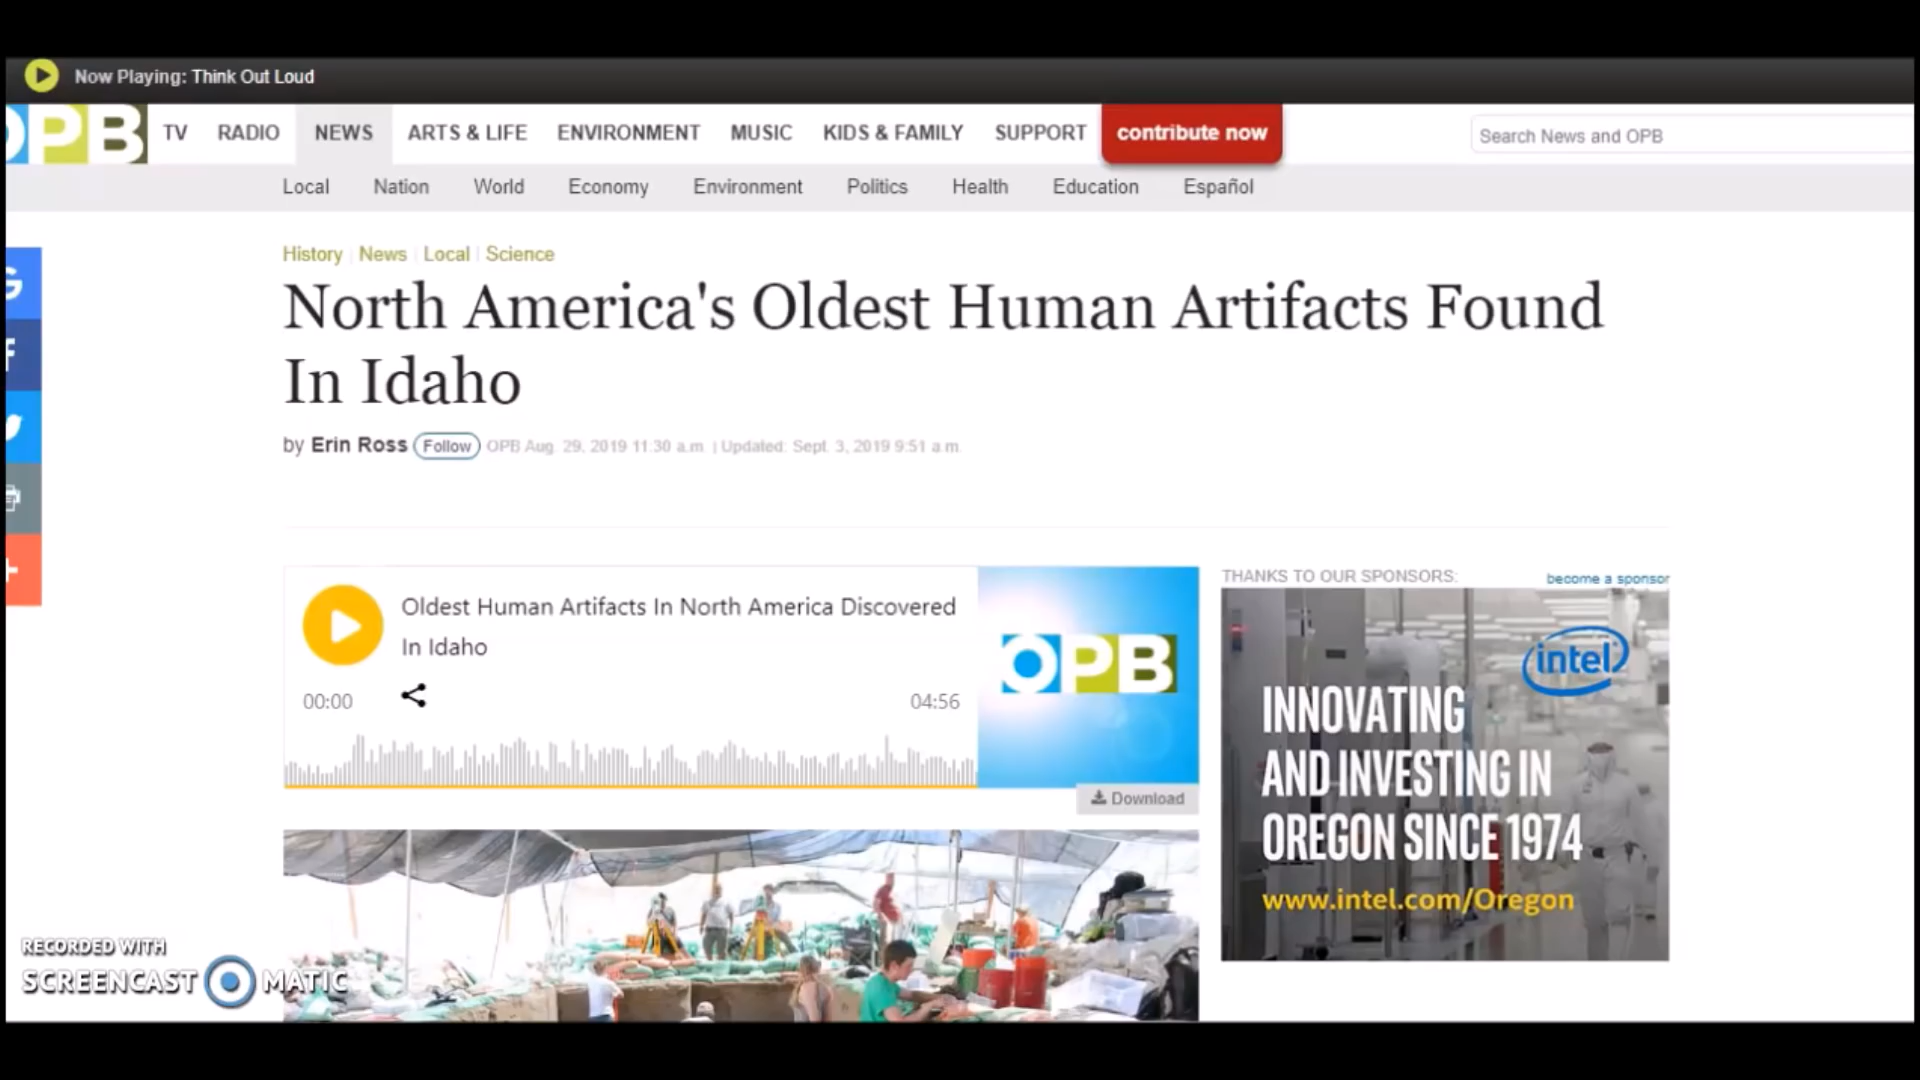 Now Playing: Think Out Loud
OPB TV RADIO NEWS ARTS & LIFE ENVIRONMENT MUSIC KIDS & FAMILY SUPPORT contribute now Search News and OPB
Local Nation World Economy Environment Politics Health Education Español
History | News | Local | Science
North America's Oldest Human Artifacts Found
In Idaho
by Erin Ross Follow OPB Aug. 29, 2019 11:30 a.m. | Updated: Sept. 3, 2019 9:51 a.m.
Oldest Human Artifacts In North America Discovered
In Idaho
00:00 04:56
OPB
Download
THANKS TO OUR SPONSORS: become a sponsor
intel
INNOVATING
AND INVESTING IN
OREGON SINCE 1974
www.intel.com/Oregon
RECORDED WITH
SCREENCAST MATIC